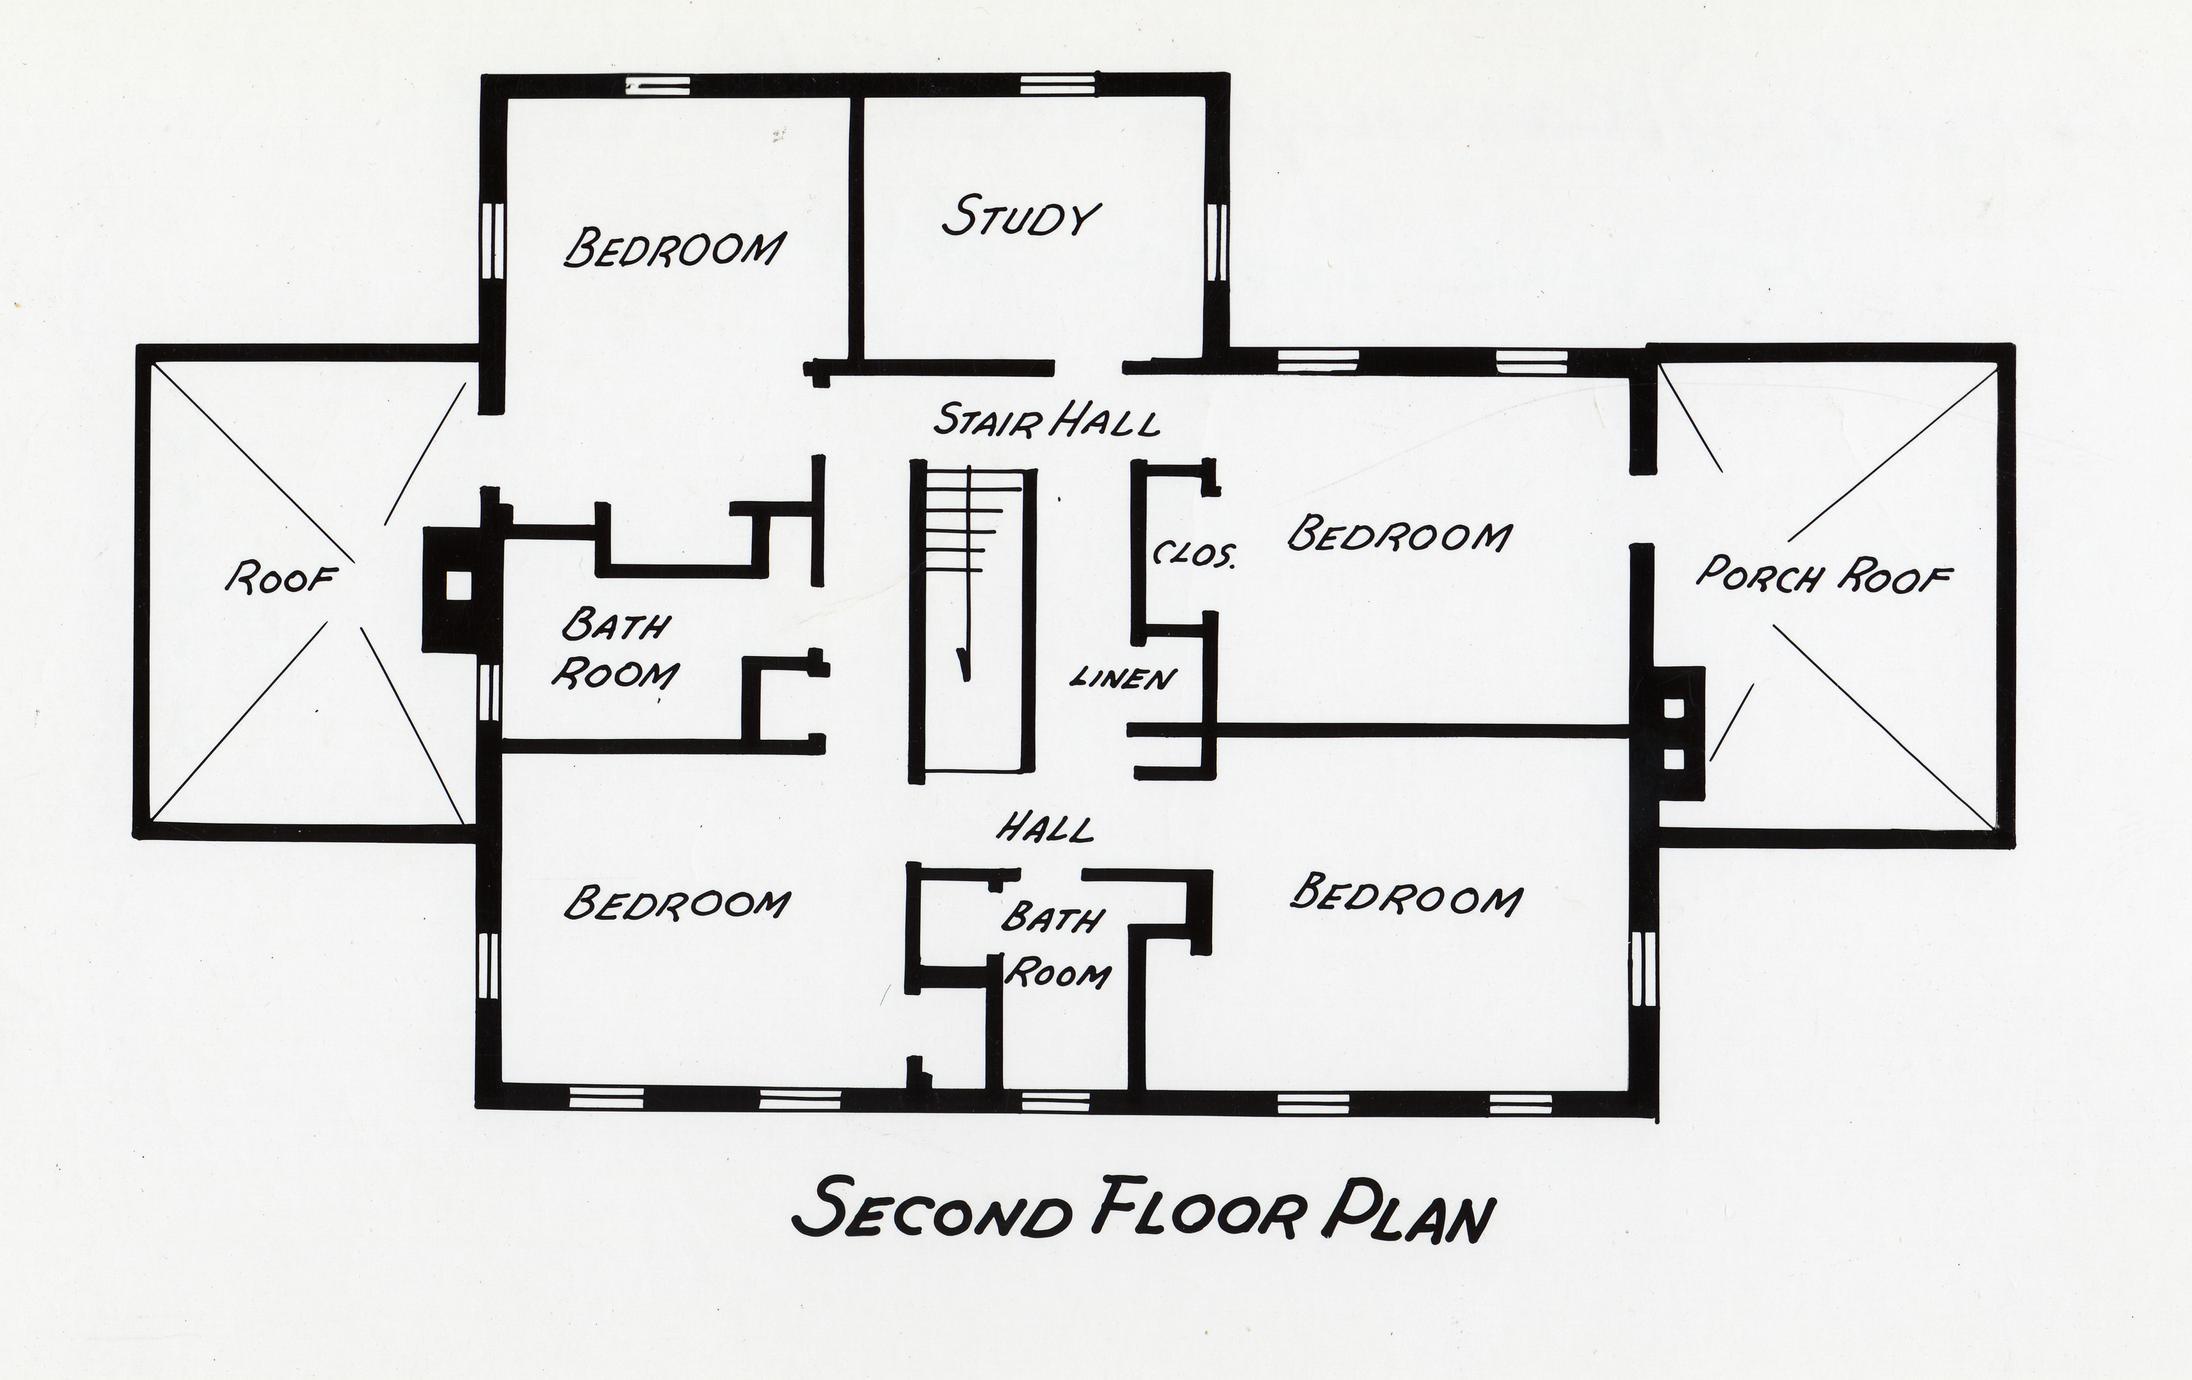 STUDY
BEDROOM
STAIR HALL
BEDROOM
CLOS.
ROOF
PORCH ROOF
BATH
ROOM
LINEN
HALL
BEDROOM
BATH
ROOM
BEDROOM
SECOND FLOOR PLAN